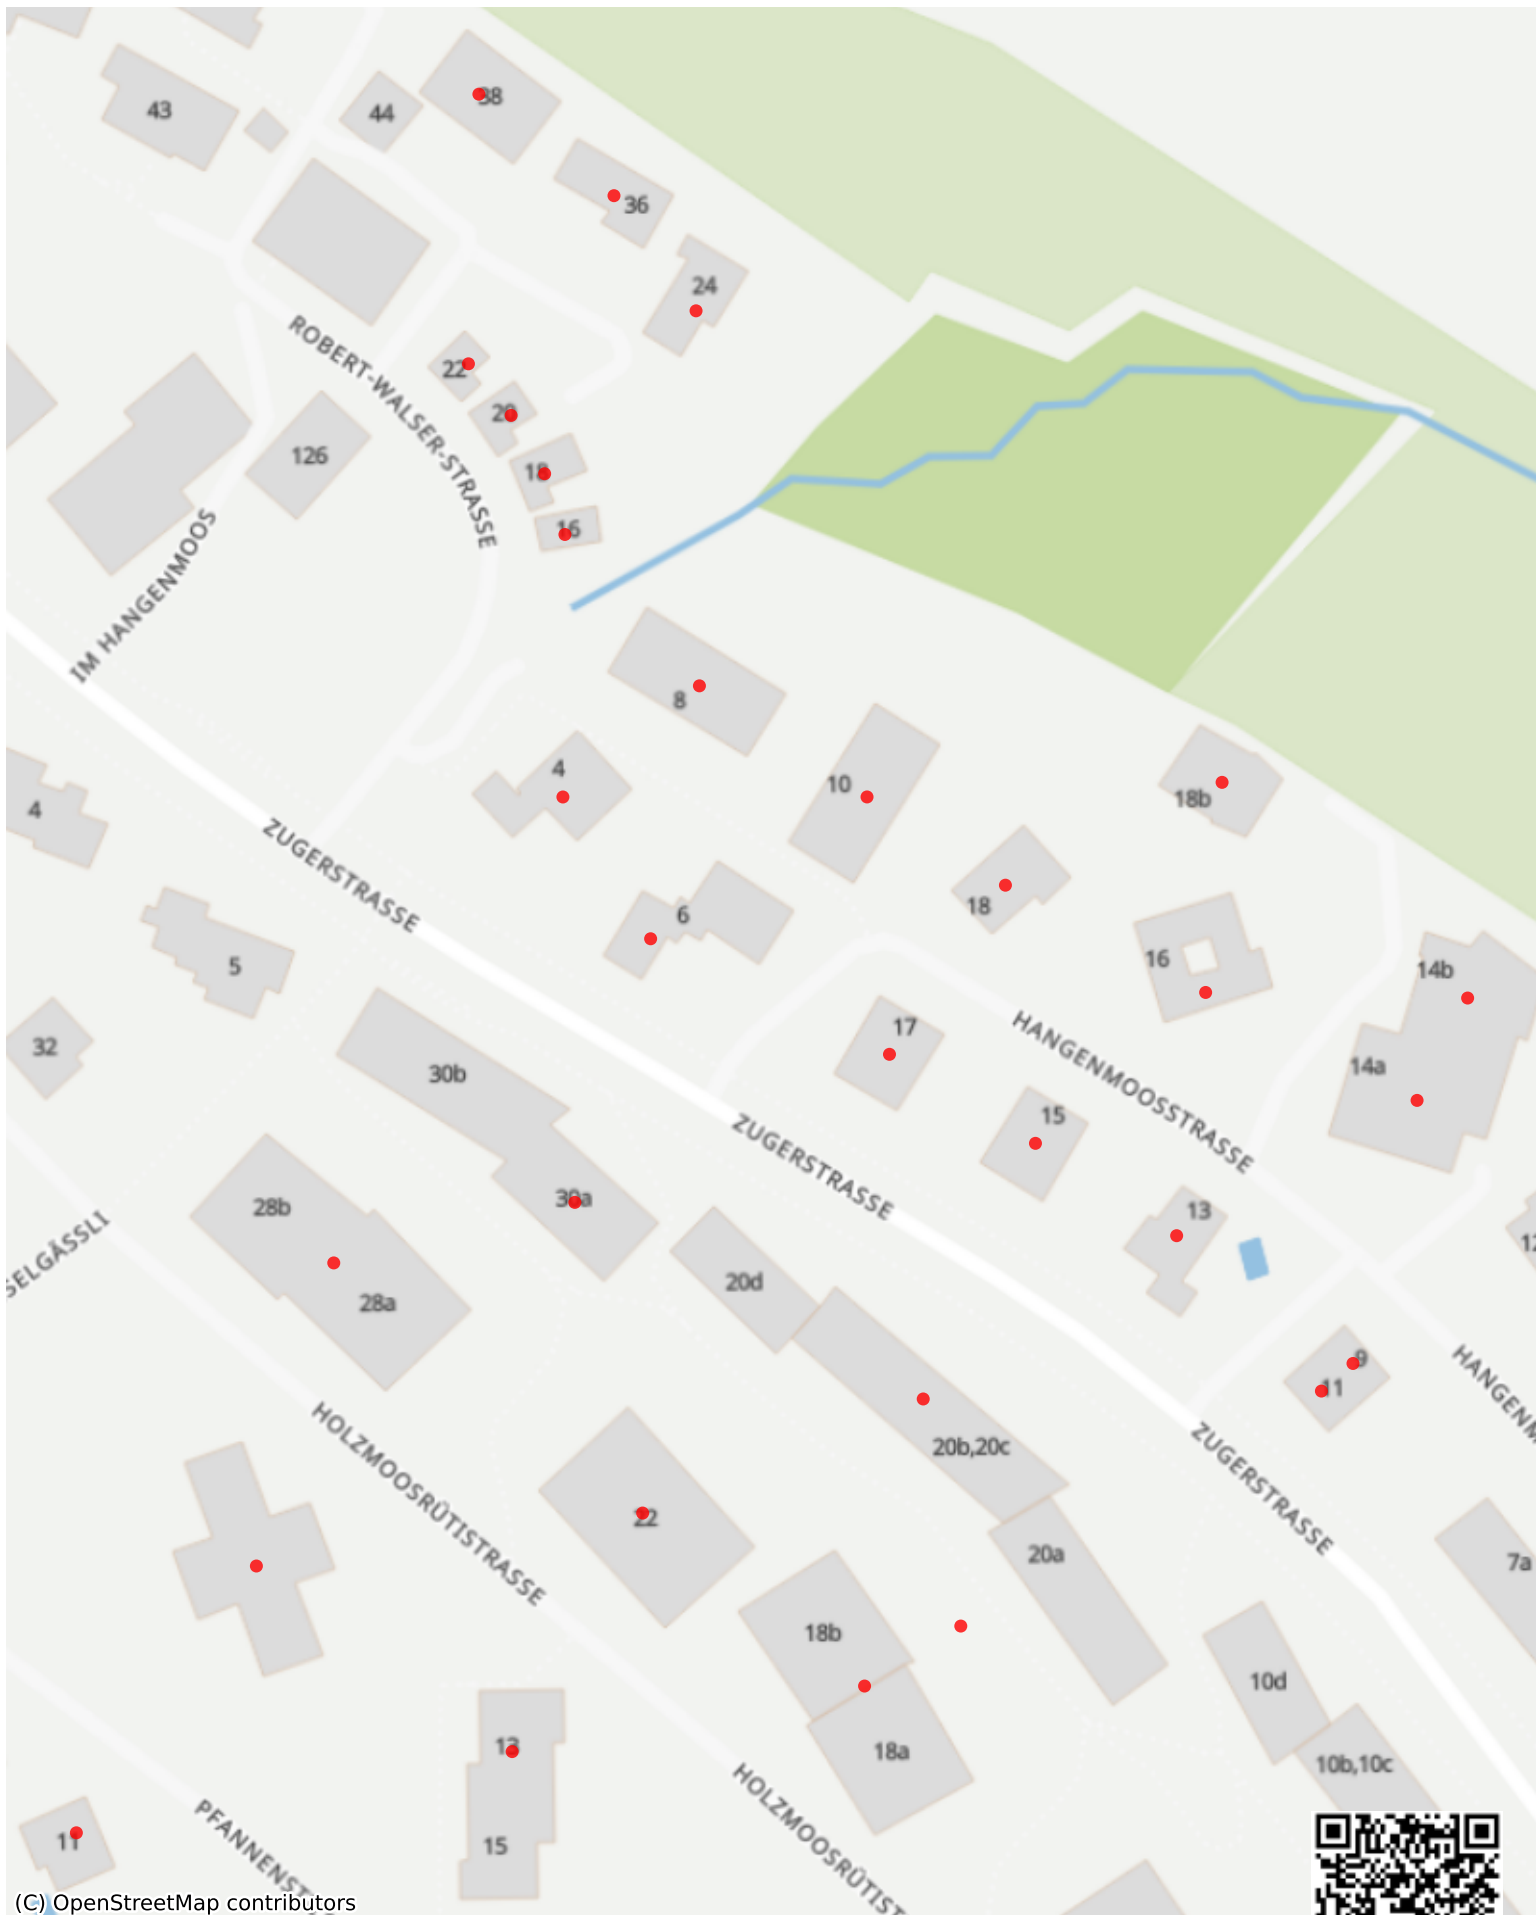 43
44
38
36
24
ROBERT-WALSER-STRASSE
22
20
126
18
16
IM HANGENMOOS
8
4
10
18b
4
ZUGERSTRASSE
18
6
5
16
14b
17
HANGENMOOSSTRASSE
32
30b
14a
15
ZUGERSTRASSE
30a
28b
13
SELGÄSSLI
20d
28a
9
11
HANGENM
HOLZMOOSRÜTISTRASSE
20b,20c
ZUGERSTRASSE
22
20a
7a
18b
10d
13
18a
10b,10c
HOLZMOOSRÜTIST
PFANNENST
11
15
(C) OpenStreetMap contributors